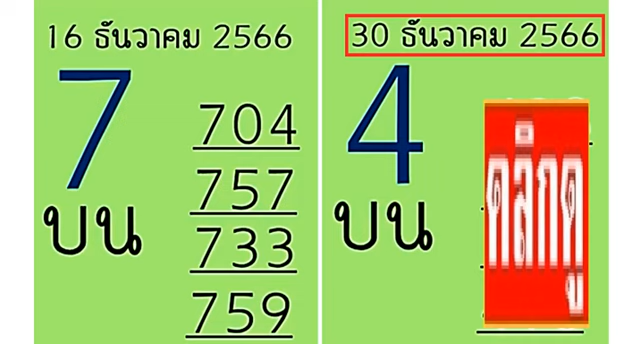 16 ธันวาคม 2566
7
บน
704
757
733
759
30 ธันวาคม 2566
4
บน
คลิกดู